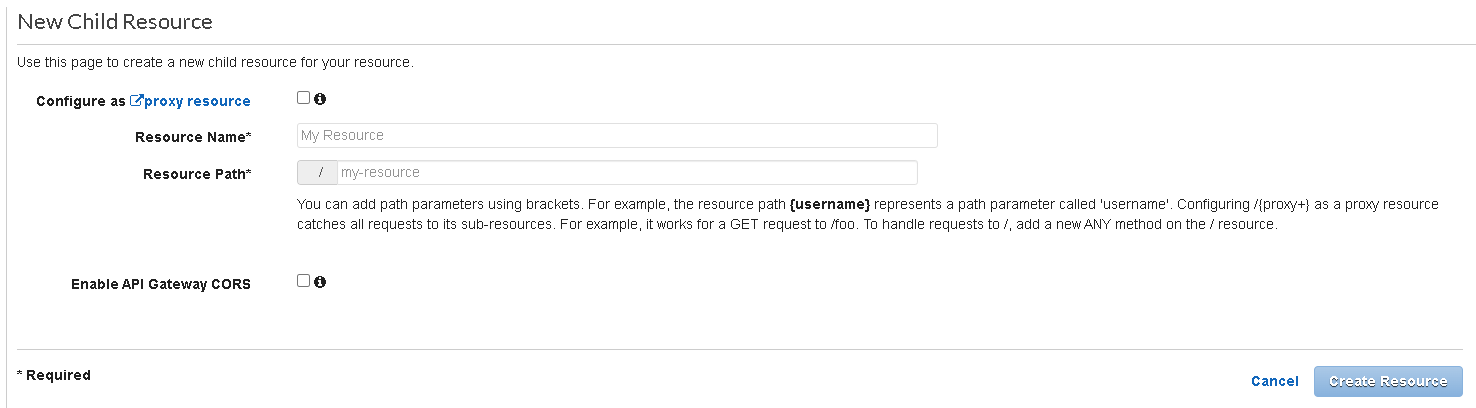 New Child Resource
Use this page to create a new child resource for your resource.
Configure as proxy resource
Resource Name* My Resource
Resource Path* / my-resource
You can add path parameters using brackets. For example, the resource path {username} represents a path parameter called 'username'. Configuring /{proxy+} as a proxy resource
catches all requests to its sub-resources. For example, it works for a GET request to /foo. To handle requests to /, add a new ANY method on the / resource.
Enable API Gateway CORS
* Required
Cancel Create Resource